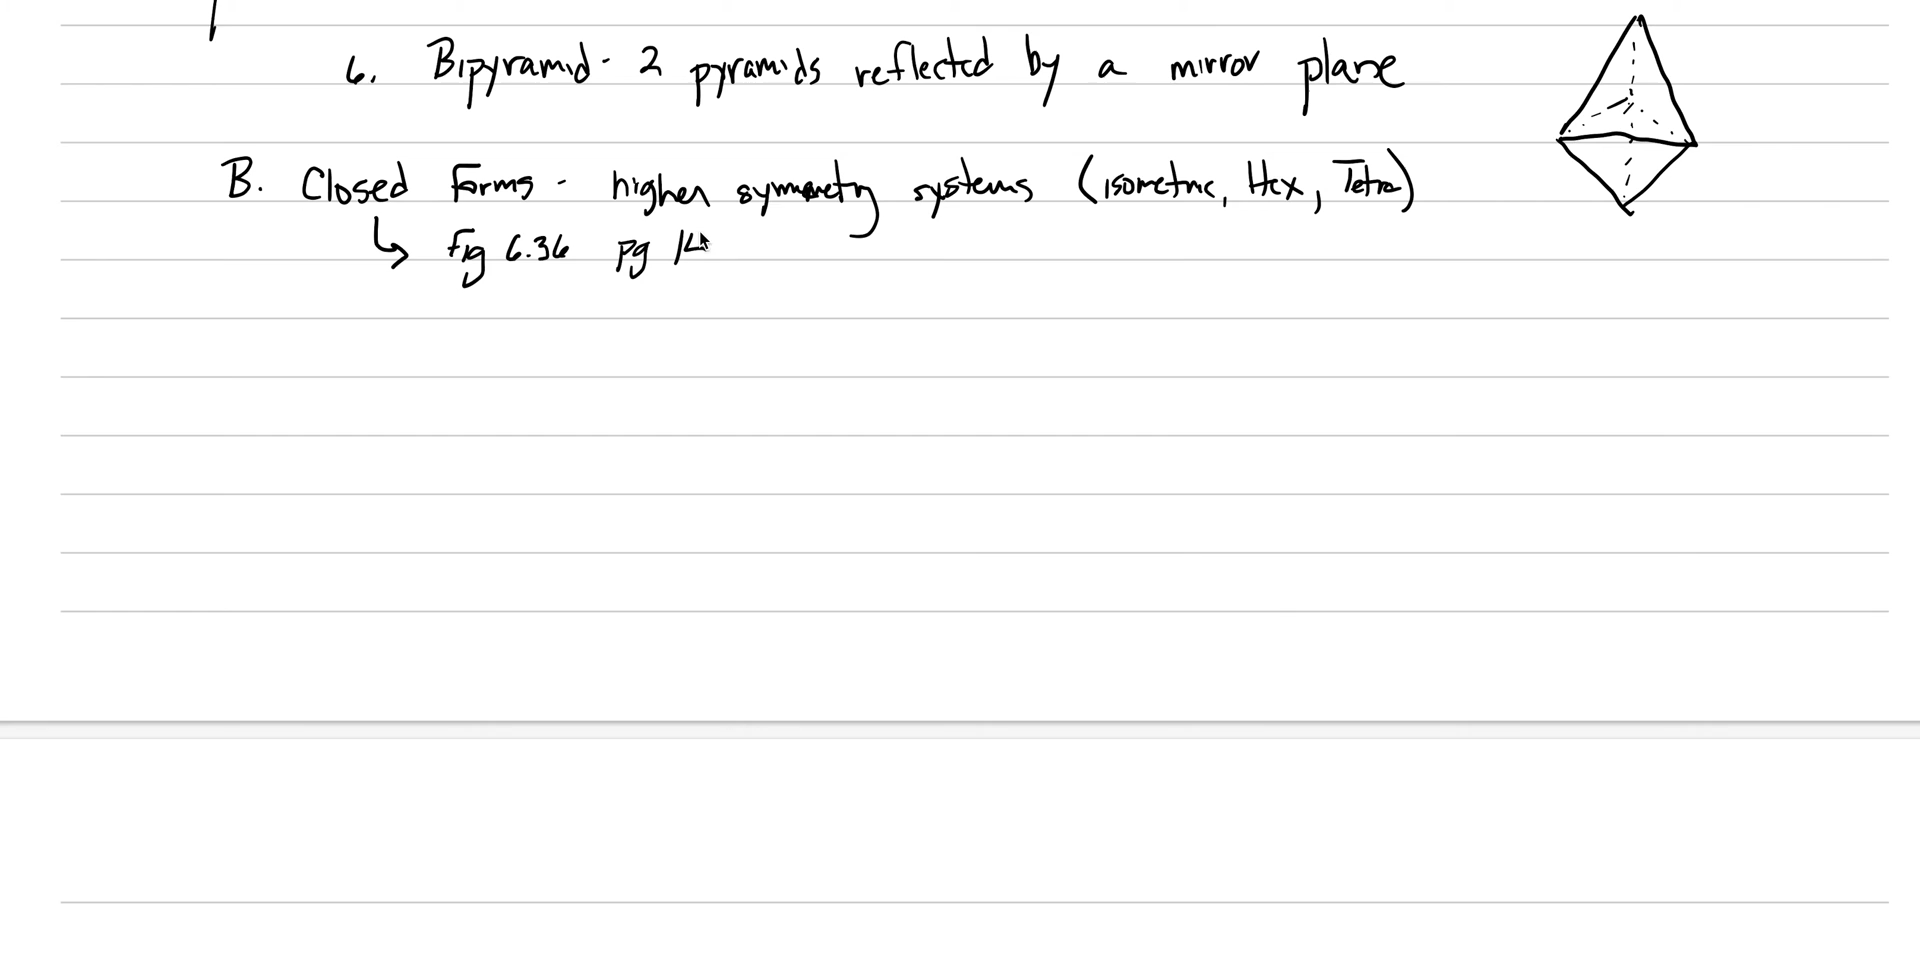 6. Bipyramid - 2 pyramids reflected by a mirror plane
B. Closed Forms - higher symmetry systems (isometric, Hex, Tetra)
↳ Fig 6.36 pg